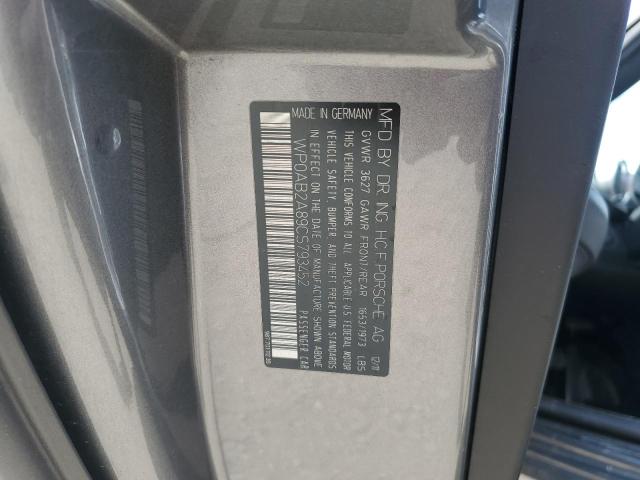 MFD BY DR ING HC F.PORSCHE AG 12/11
GVWR 3627 GAWR FRONT/REAR 1653/1973 LBS
THIS VEHICLE CONFORMS TO ALL APPLICABLE US FEDERAL MOTOR
VEHICLE SAFETY, BUMPER AND THEFT PREVENTION STANDARDS
IN EFFECT ON THE DATE OF MANUFACTURE SHOWN ABOVE
WP0AB2A89CS793452 PASSENGER CAR
MADE IN GERMANY